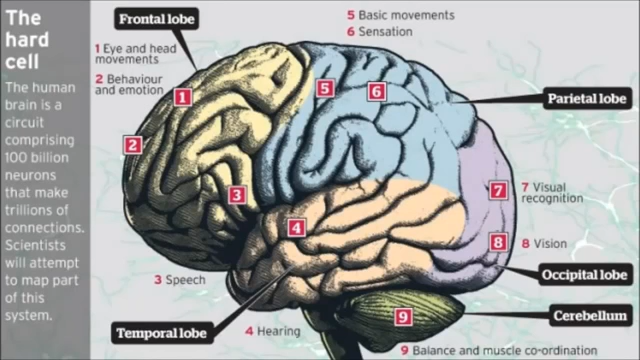 The
hard
cell
The human
brain is a
circuit
comprising
100 billion
neurons
that make
trillions of
connections.
Scientists
will attempt
to map part
of this
system.
Frontal lobe
1 Eye and head
movements
2 Behaviour
and emotion
5 Basic movements
6 Sensation
1
2
3
4
5
6
7
8
9
Parietal lobe
7 Visual
recognition
8 Vision
Occipital lobe
Cerebellum
3 Speech
Temporal lobe
4 Hearing
9 Balance and muscle co-ordination